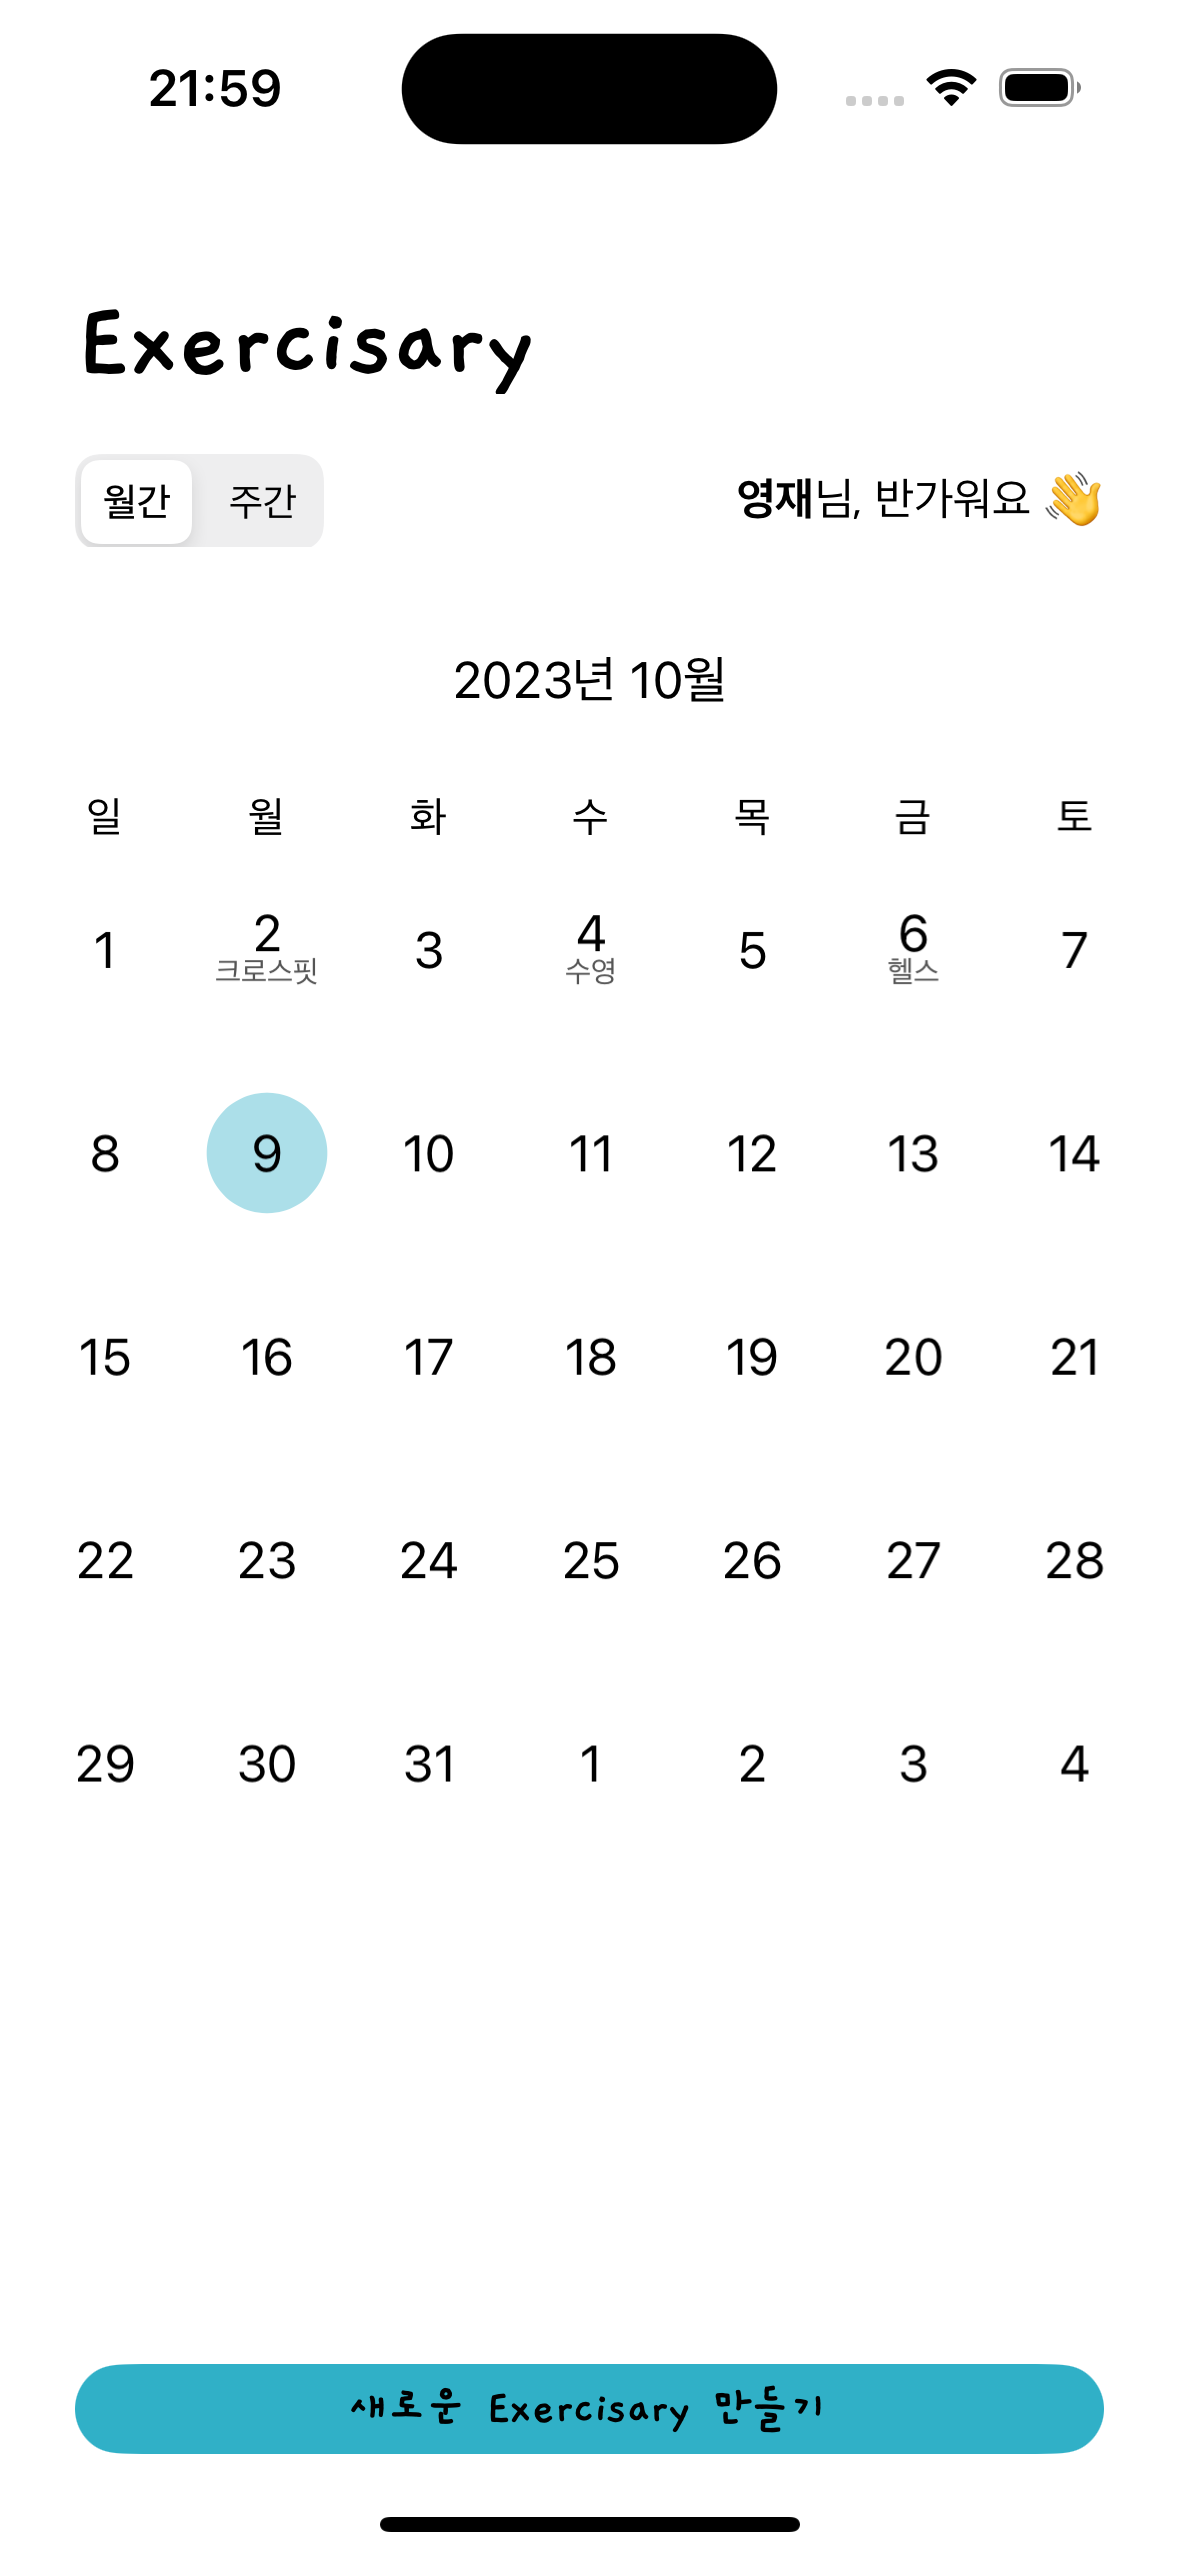 21:59
Exercisary
월간 주간
영재님, 반가워요 👋
2023년 10월
일 월 화 수 목 금 토
1 2 3 4 5 6 7
크로스핏 수영 헬스
8 9 10 11 12 13 14
15 16 17 18 19 20 21
22 23 24 25 26 27 28
29 30 31 1 2 3 4
새로운 Exercisary 만들기